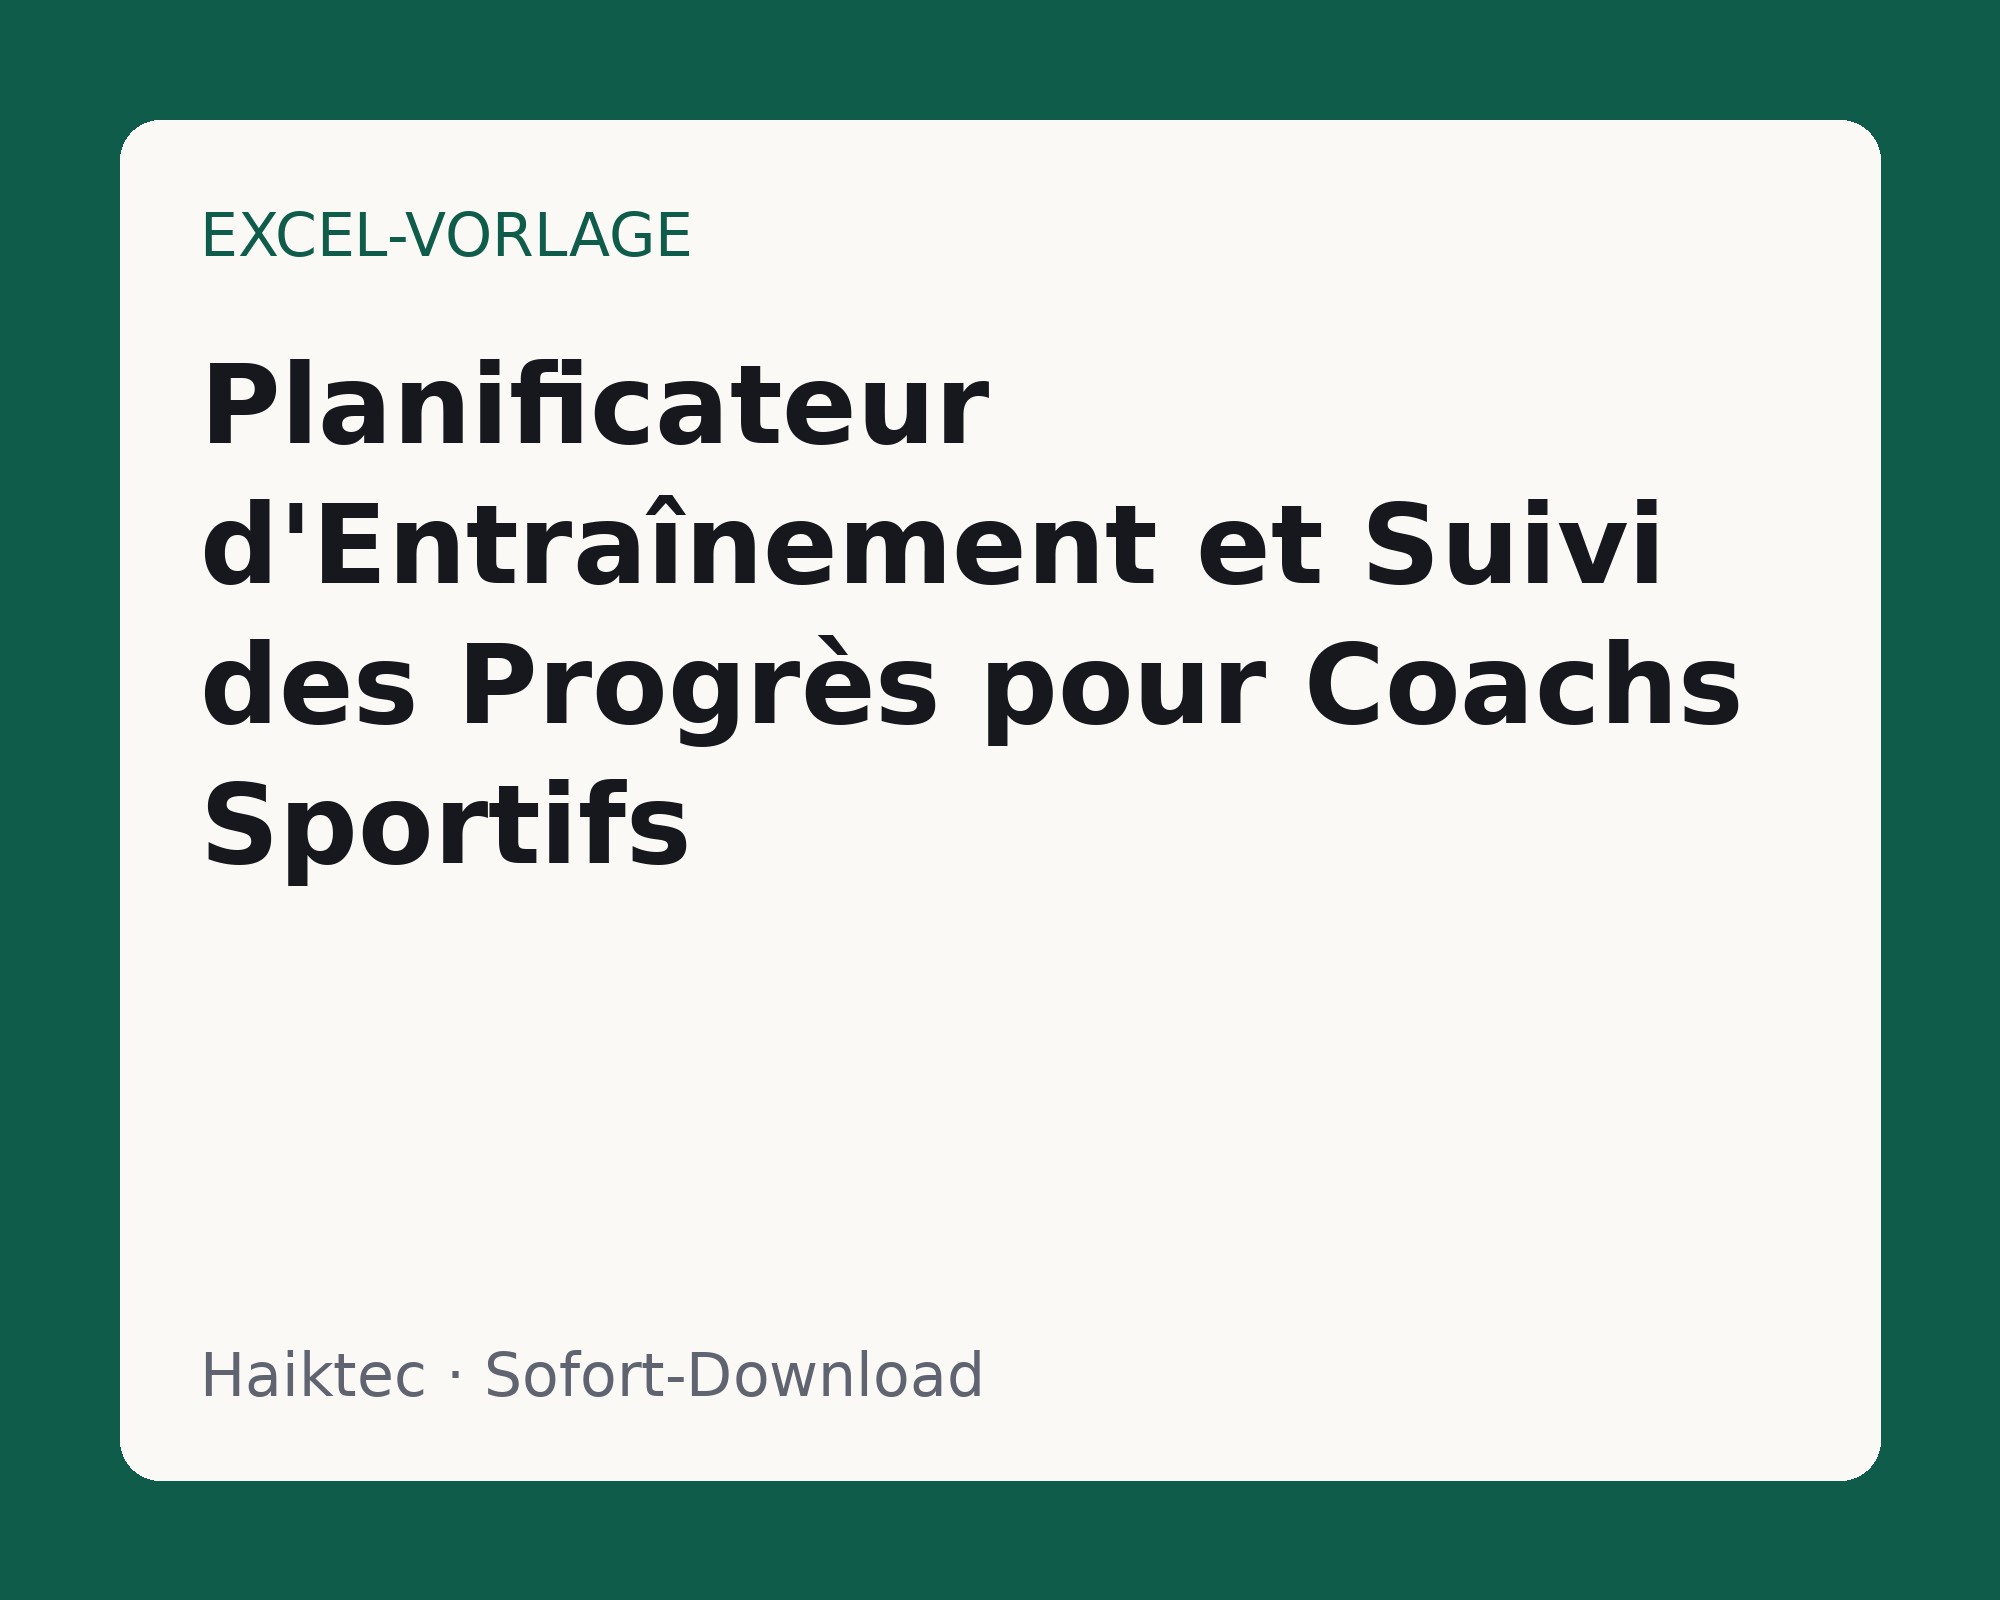 EXCEL-VORLAGE
Planificateur
d'Entraînement et Suivi
des Progrès pour Coachs
Sportifs
Haiktec · Sofort-Download